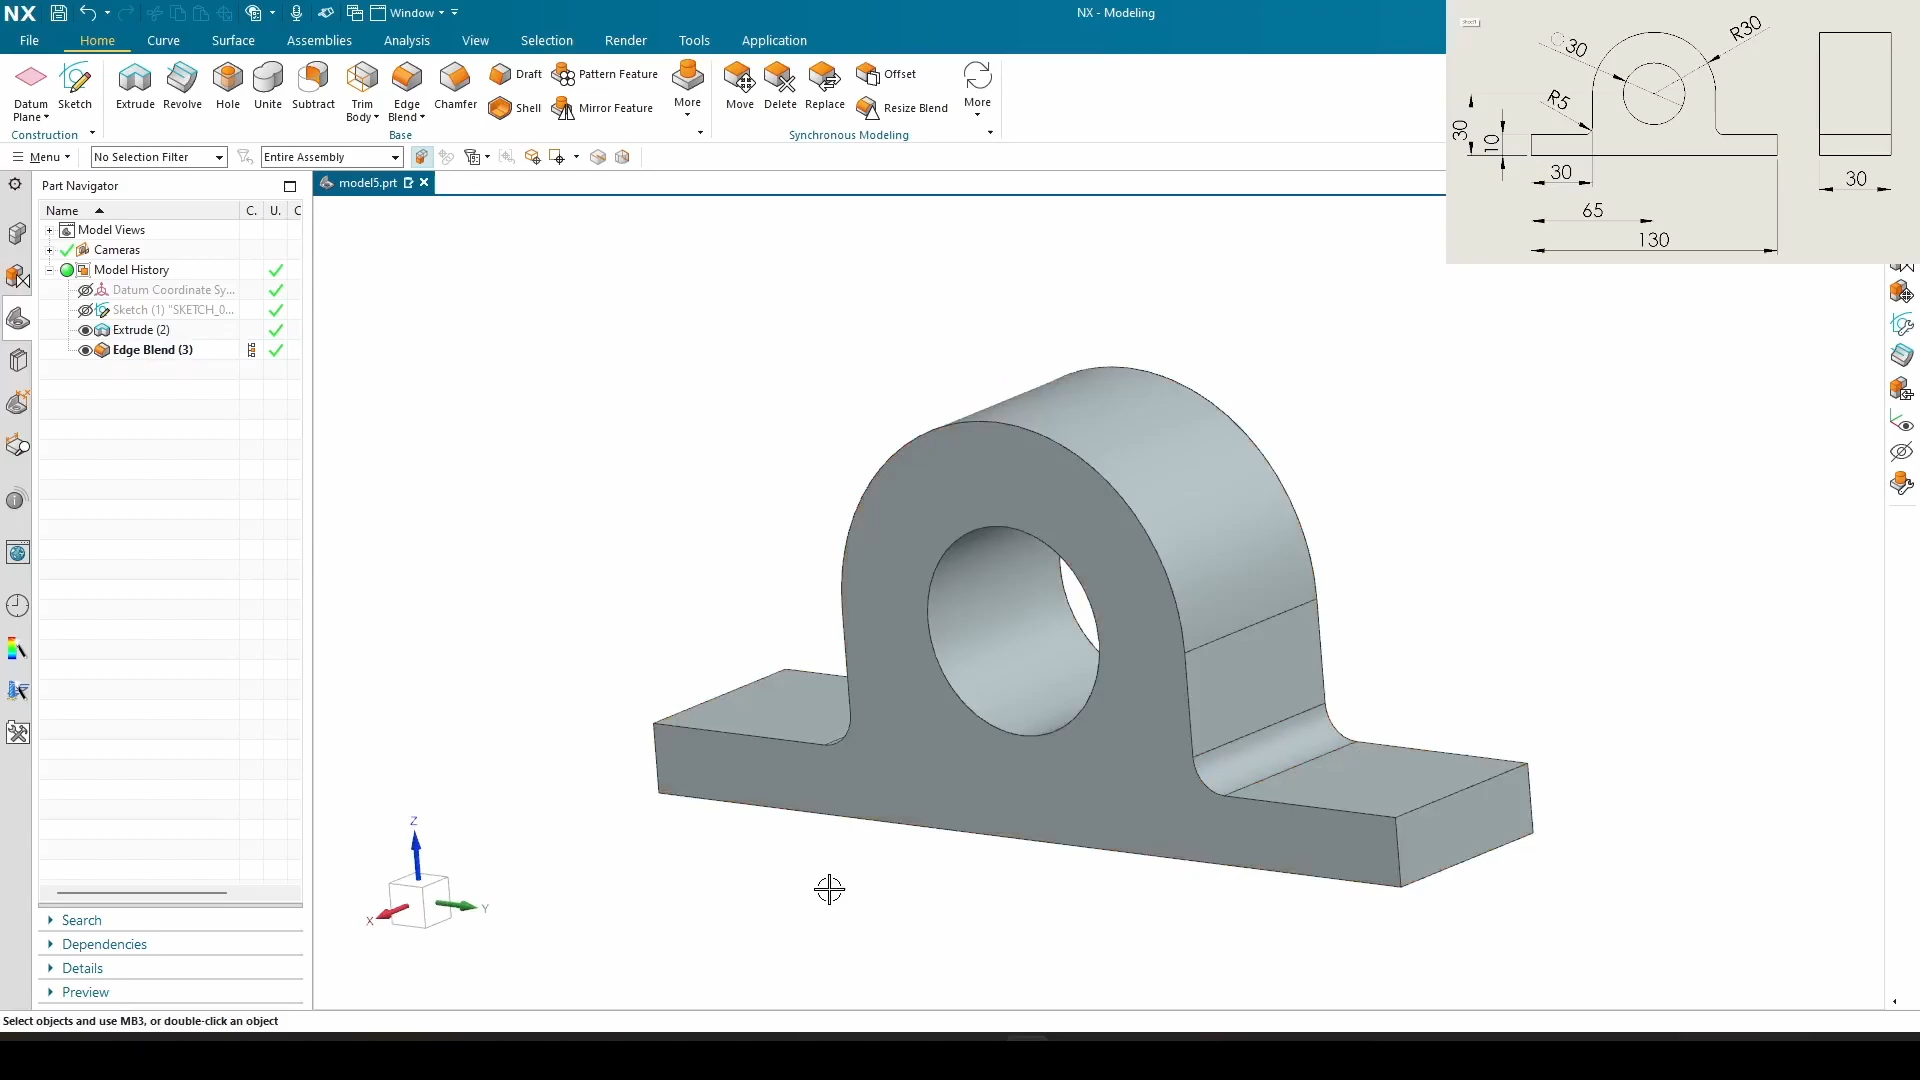 NX
Window
NX - Modeling
File
Home
Curve
Surface
Assemblies
Analysis
View
Selection
Render
Tools
Application
Datum Plane
Sketch
Extrude
Revolve
Hole
Unite
Subtract
Trim Body
Edge Blend
Chamfer
Draft
Shell
Pattern Feature
Mirror Feature
More
Move
Delete
Replace
Offset
Resize Blend
More
Construction
Base
Synchronous Modeling
Menu
No Selection Filter
Entire Assembly
Part Navigator
model5.prt
Name
C.
U.
C
Model Views
Cameras
Model History
Datum Coordinate Sy...
Sketch (1) "SKETCH_0...
Extrude (2)
Edge Blend (3)
30
R30
R5
30
10
30
65
130
30
Z
X
Y
Search
Dependencies
Details
Preview
Select objects and use MB3, or double-click an object